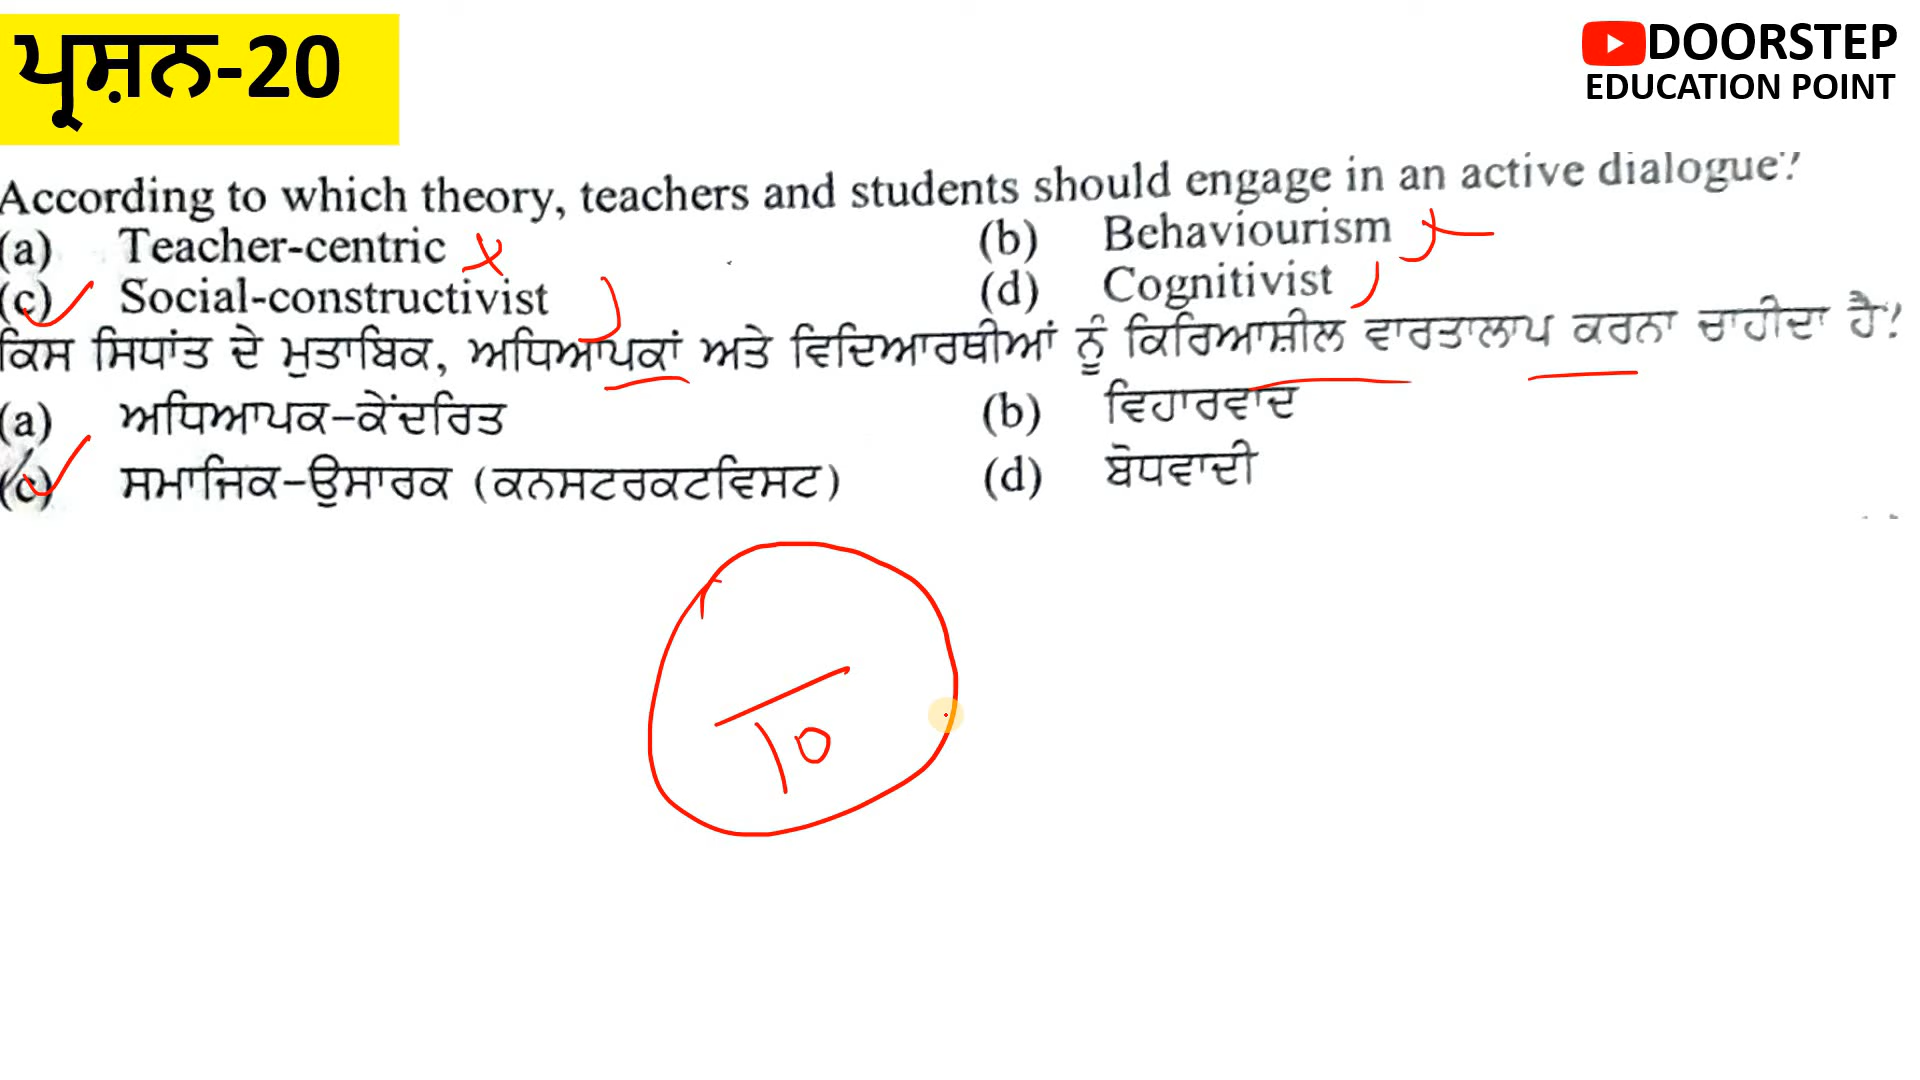 ਪ੍ਰਸ਼ਨ-20
DOORSTEP
EDUCATION POINT
According to which theory, teachers and students should engage in an active dialogue?
(a) Teacher-centric (b) Behaviourism
(c) Social-constructivist (d) Cognitivist
ਕਿਸ ਸਿਧਾਂਤ ਦੇ ਮੁਤਾਬਿਕ, ਅਧਿਆਪਕਾਂ ਅਤੇ ਵਿਦਿਆਰਥੀਆਂ ਨੂੰ ਕਿਰਿਆਸ਼ੀਲ ਵਾਰਤਾਲਾਪ ਕਰਨਾ ਚਾਹੀਦਾ ਹੈ?
(a) ਅਧਿਆਪਕ-ਕੇਂਦਰਿਤ (b) ਵਿਹਾਰਵਾਦ
(c) ਸਮਾਜਿਕ-ਉਸਾਰਕ (ਕਨਸਟਰਕਟਵਿਸਟ) (d) ਬੋਧਵਾਦੀ
10